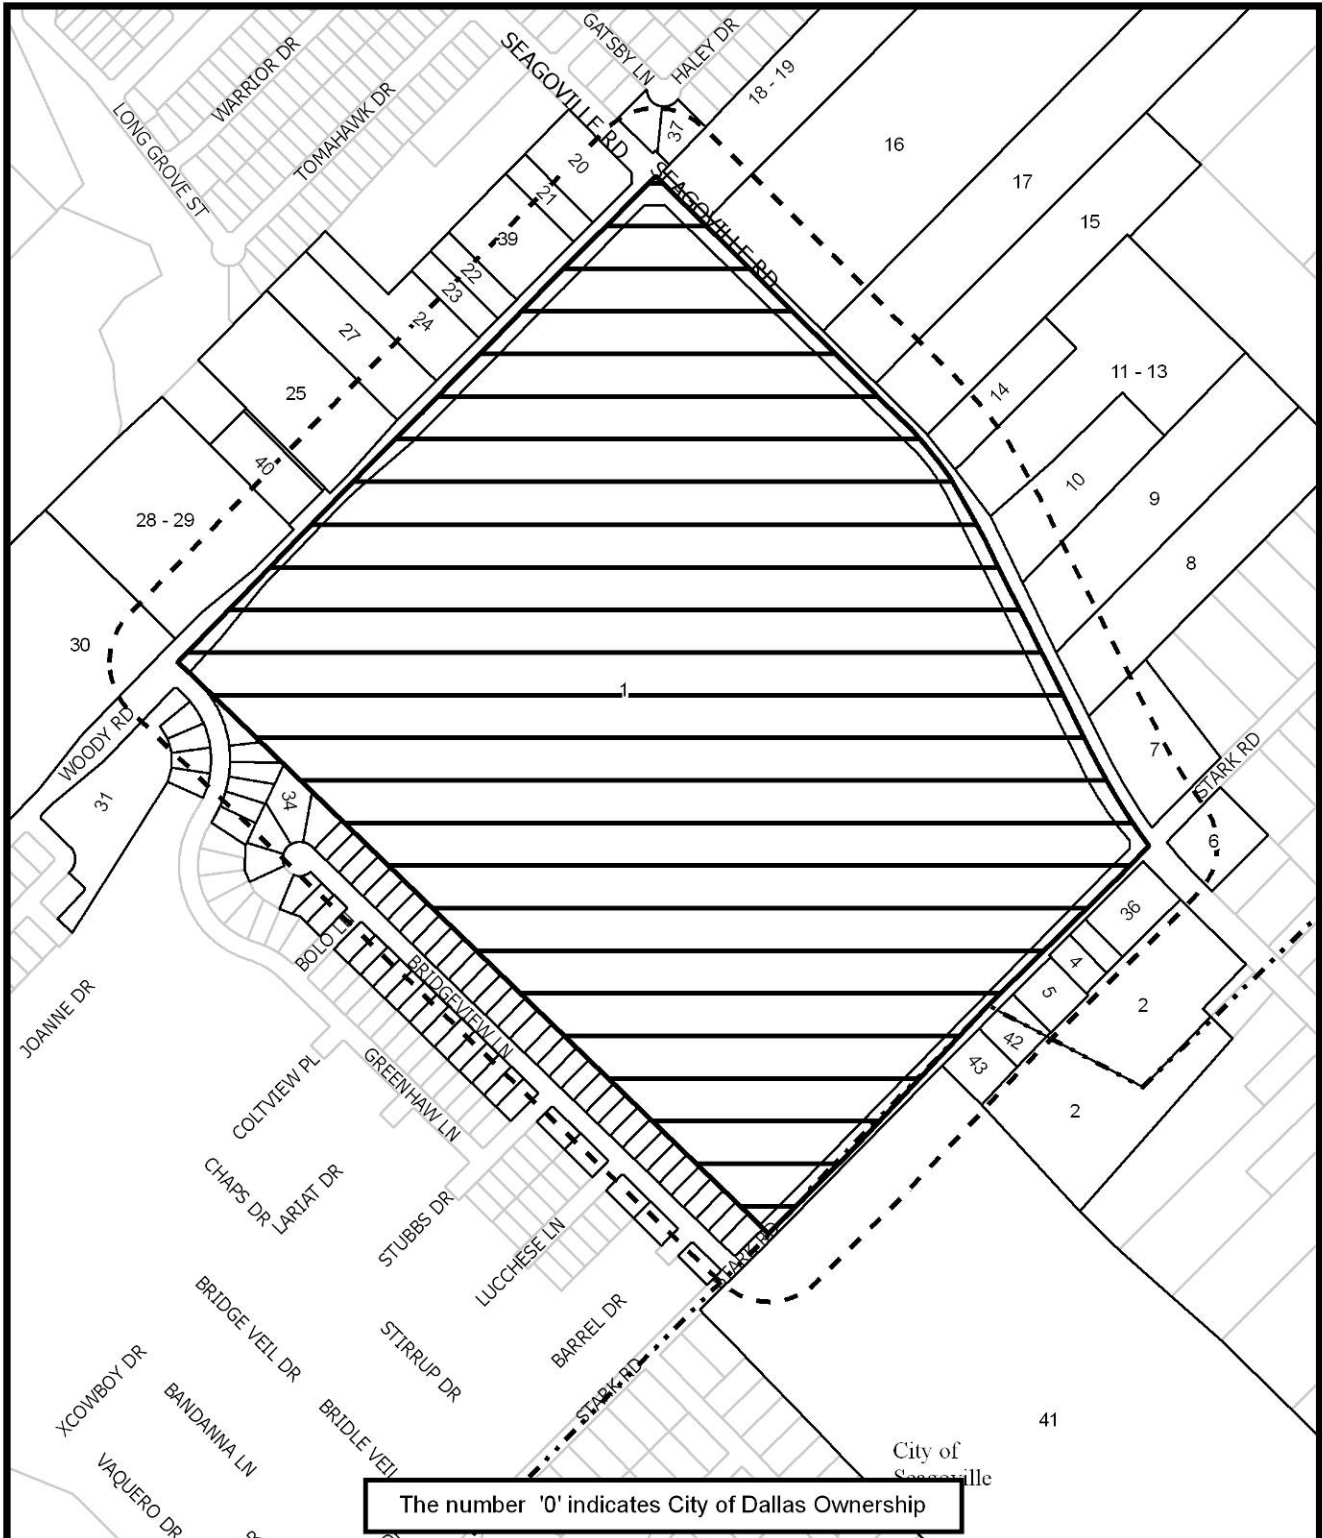 SEAGOVILLE RD
GATSBY LN
HALEY DR
WARRIOR DR
TOMAHAWK DR
LONG GROVE ST
18 - 19
37
16
20
SEAGOVILLE RD
21
17
15
39
22
23
24
27
25
14
11 - 13
40
10
9
28 - 29
8
30
1
WOODY RD
7
STARK RD
31
34
6
36
BOLO
4
BRIDGEVIEW LN
5
2
JOANNE DR
42
43
COLTVIEW PL
GREENHAW LN
2
CHAPS DR
LARIAT DR
STUBBS DR
LUCCHESE LN
STARK RD
BRIDGE VEIL DR
STIRRUP DR
BARREL DR
STARK RD
XCOWBOY DR
BANDANNA LN
BRIDLE VEIL
41
City of
Seagoville
VAQUERO DR
The number '0' indicates City of Dallas Ownership